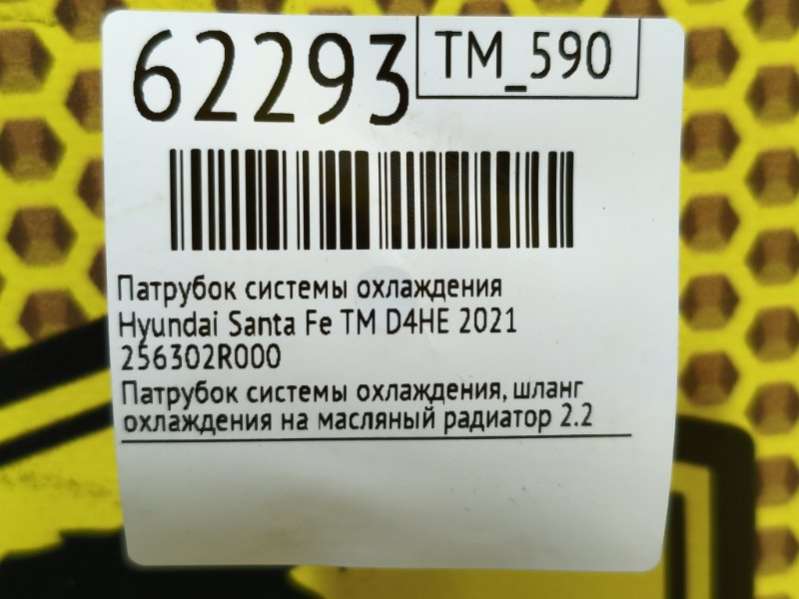 62293
TM_590
Патрубок системы охлаждения
Hyundai Santa Fe TM D4HE 2021
256302R000
Патрубок системы охлаждения, шланг
охлаждения на масляный радиатор 2.2